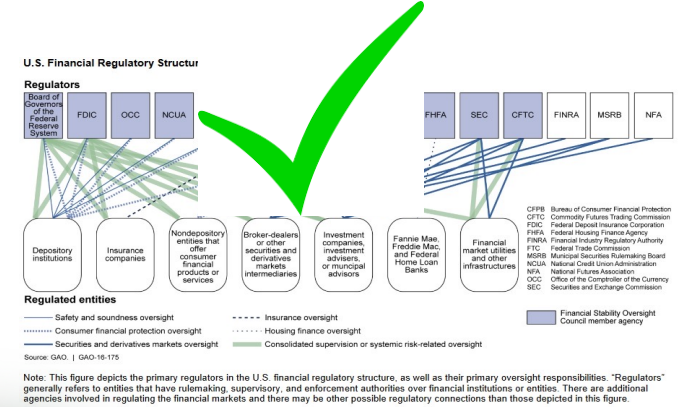 U.S. Financial Regulatory Structur
Regulators
Board of
Governors
of the
Federal
Reserve
System
FDIC
OCC
NCUA
FHFA
SEC
CFTC
FINRA
MSRB
NFA
Depository
institutions
Insurance
companies
Nondepository
entities that
offer
consumer
financial
products or
services
Broker-dealers
or other
securities and
derivatives
markets
intermediaries
Investment
companies,
investment
advisers,
or muncipal
advisors
Fannie Mae,
Freddie Mac,
and Federal
Home Loan
Banks
Financial
market utilities
and other
infrastructures
CFPB Bureau of Consumer Financial Protection
CFTC Commodity Futures Trading Commission
FDIC Federal Deposit Insurance Corporation
FHFA Federal Housing Finance Agency
FINRA Financial Industry Regulatory Authority
FTC Federal Trade Commission
MSRB Municipal Securities Rulemaking Board
NCUA National Credit Union Administration
NFA National Futures Association
OCC Office of the Comptroller of the Currency
SEC Securities and Exchange Commission
Regulated entities
Safety and soundness oversight
Consumer financial protection oversight
Securities and derivatives markets oversight
Insurance oversight
Housing finance oversight
Consolidated supervision or systemic risk-related oversight
Financial Stability Oversight
Council member agency
Source: GAO. | GAO-16-175
Note: This figure depicts the primary regulators in the U.S. financial regulatory structure, as well as their primary oversight responsibilities. "Regulators"
generally refers to entities that have rulemaking, supervisory, and enforcement authorities over financial institutions or entities. There are additional
agencies involved in regulating the financial markets and there may be other possible regulatory connections than those depicted in this figure.